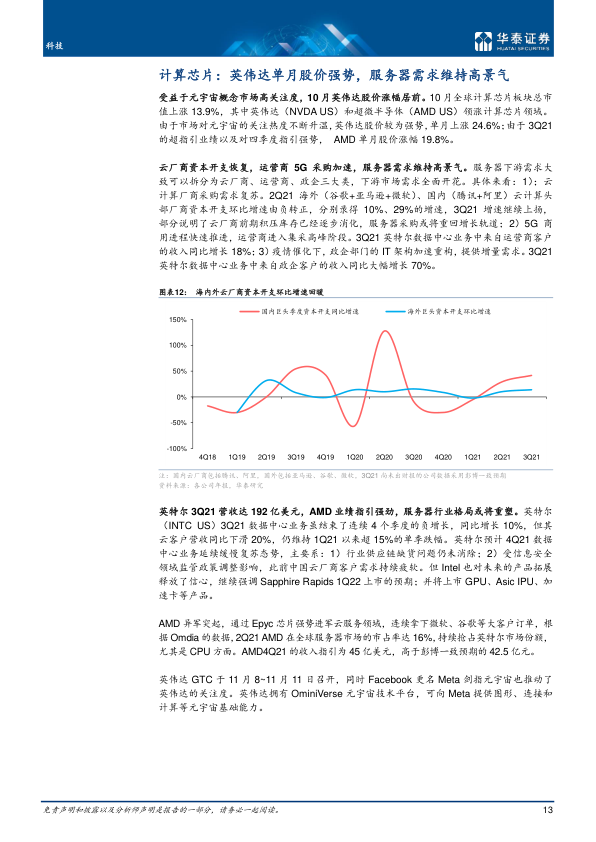 科技
华泰证券
HUATAI SECURITIES
计算芯片：英伟达单月股价强势，服务器需求维持高景气
受益于元宇宙概念市场高关注度，10 月英伟达股价涨幅居前。10 月全球计算芯片板块总市
值上涨 13.9%，其中英伟达（NVDA US）和超微半导体（AMD US）领涨计算芯片领域。
由于市场对元宇宙的关注热度不断升温，英伟达股价较为强势，单月上涨 24.6%；由于 3Q21
的超指引业绩以及对四季度指引强势， AMD 单月股价涨幅 19.8%。
云厂商资本开支恢复，运营商 5G 采购加速，服务器需求维持高景气。服务器下游需求大
致可以拆分为云厂商、运营商、政企三大类，下游市场需求全面开花。具体来看：1）；云
计算厂商采购需求复苏。2Q21 海外（谷歌+亚马逊+微软）、国内（腾讯+阿里）云计算头
部厂商资本开支环比增速由负转正，分别录得 10%、29%的增速，3Q21 增速继续上扬，
部分说明了云厂商前期积压库存已经逐步消化，服务器采购及将重回增长轨道；2）5G 商
用进程快速推进，运营商进入集采高峰阶段。3Q21 英特尔数据中心业务中来自运营商客户
的收入同比增长 18%；3）疫情催化下，政企部门的 IT 架构加速重构，提供增量需求。3Q21
英特尔数据中心业务中来自政企客户的收入同比大幅增长 70%。
图表12： 海内外云厂商资本开支环比增速回暖
国内巨头季度资本开支同比增速 海外巨头资本开支环比增速
150%
100%
50%
0%
-50%
-100%
4Q18 1Q19 2Q19 3Q19 4Q19 1Q20 2Q20 3Q20 4Q20 1Q21 2Q21 3Q21
注：国内云厂商包括腾讯、阿里，国外包括亚马逊、谷歌、微软，3Q21 尚未出财报的公司数据采用彭博一致预期
资料来源：各公司年报，华泰研究
英特尔 3Q21 营收达 192 亿美元，AMD 业绩指引强劲，服务器行业格局或将重塑。英特尔
（INTC US）3Q21 数据中心业务虽结束了连续 4 个季度的负增长，同比增长 10%，但其
云客户营收同比下滑 20%，仍维持 1Q21 以来超 15%的单季跌幅。英特尔预计 4Q21 数据
中心业务延续缓慢复苏态势，主要系：1）行业供应链缺货问题仍未消除；2）受信息安全
领域监管政策调整影响，此前中国云厂商客户需求持续疲软。但 Intel 也对未来的产品拓展
释放了信心，继续强调 Sapphire Rapids 1Q22 上市的预期；并将上市 GPU、Asic IPU、加
速卡等产品。
AMD 异军突起，通过 Epyc 芯片强势进军云服务领域，连续拿下微软、谷歌等大客户订单，根
据 Omdia 的数据，2Q21 AMD 在全球服务器市场的市占率达 16%，持续抢占英特尔市场份额，
尤其是 CPU 方面。AMD4Q21 的收入指引为 45 亿美元，高于彭博一致预期的 42.5 亿元。
英伟达 GTC 于 11 月 8~11 月 11 日召开，同时 Facebook 更名 Meta 剑指元宇宙也推动了
英伟达的关注度。英伟达拥有 OminiVerse 元宇宙技术平台，可向 Meta 提供图形、连接和
计算等元宇宙基础能力。
免责声明和披露以及分析师声明是报告的一部分，请务必一起阅读。
13